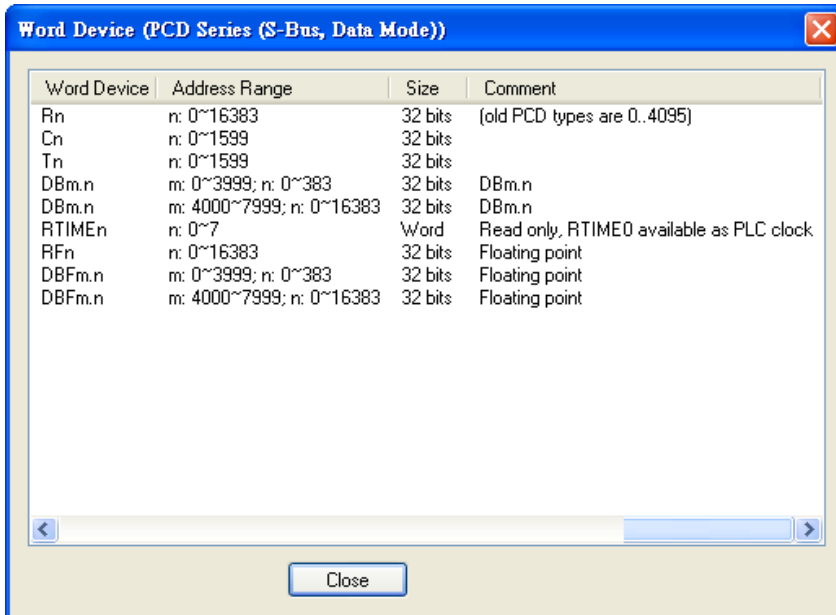 Word Device (PCD Series (S-Bus, Data Mode))
Word Device Address Range Size Comment
Rn n: 0~16383 32 bits (old PCD types are 0..4095)
Cn n: 0~1599 32 bits
Tn n: 0~1599 32 bits
DBm.n m: 0~3999; n: 0~383 32 bits DBm.n
DBm.n m: 4000~7999; n: 0~16383 32 bits DBm.n
RTIMEn n: 0~7 Word Read only, RTIME0 available as PLC clock
RFn n: 0~16383 32 bits Floating point
DBFm.n m: 0~3999; n: 0~383 32 bits Floating point
DBFm.n m: 4000~7999; n: 0~16383 32 bits Floating point
Close